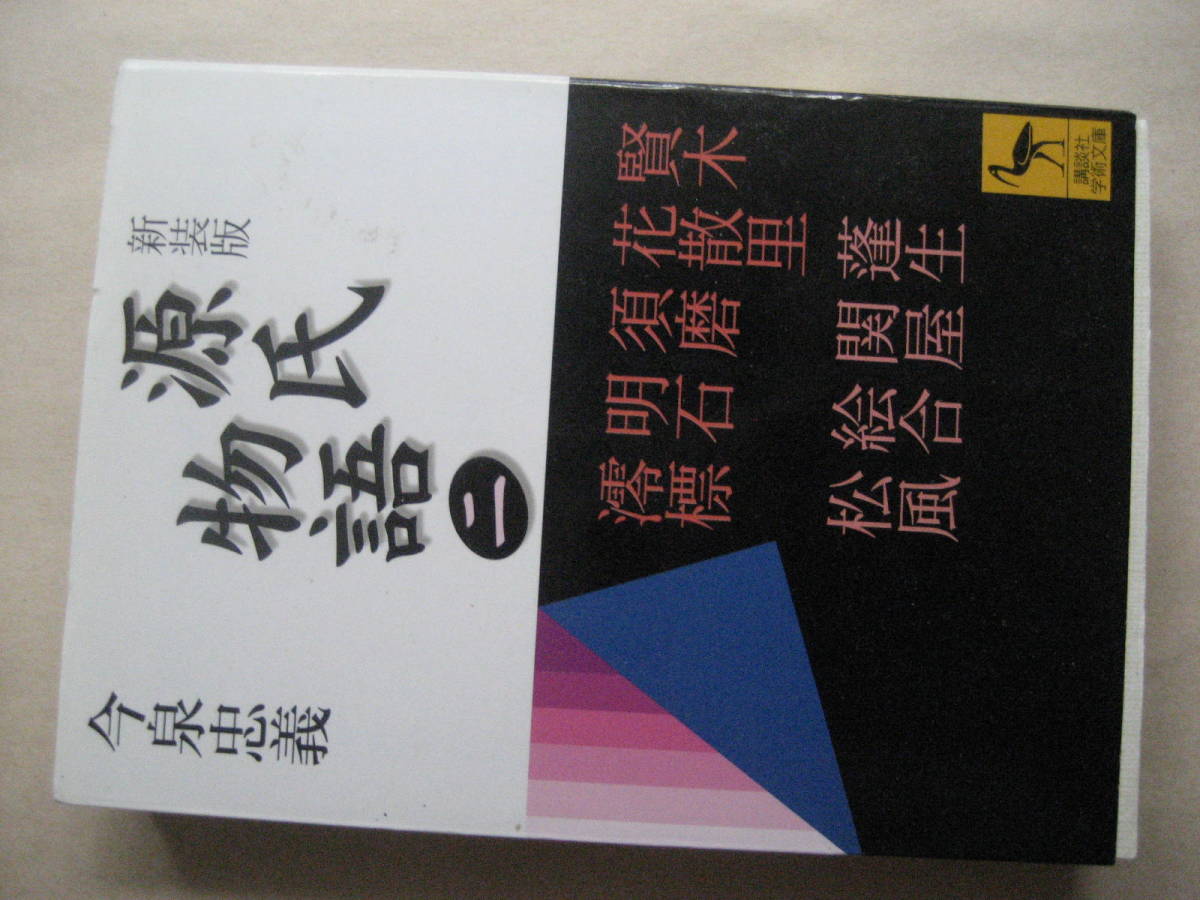 新装版
源氏
物語 二
今泉忠義
賢木
花散里
須磨
明石
澪標
蓬生
関屋
絵合
松風
講談社
学術文庫